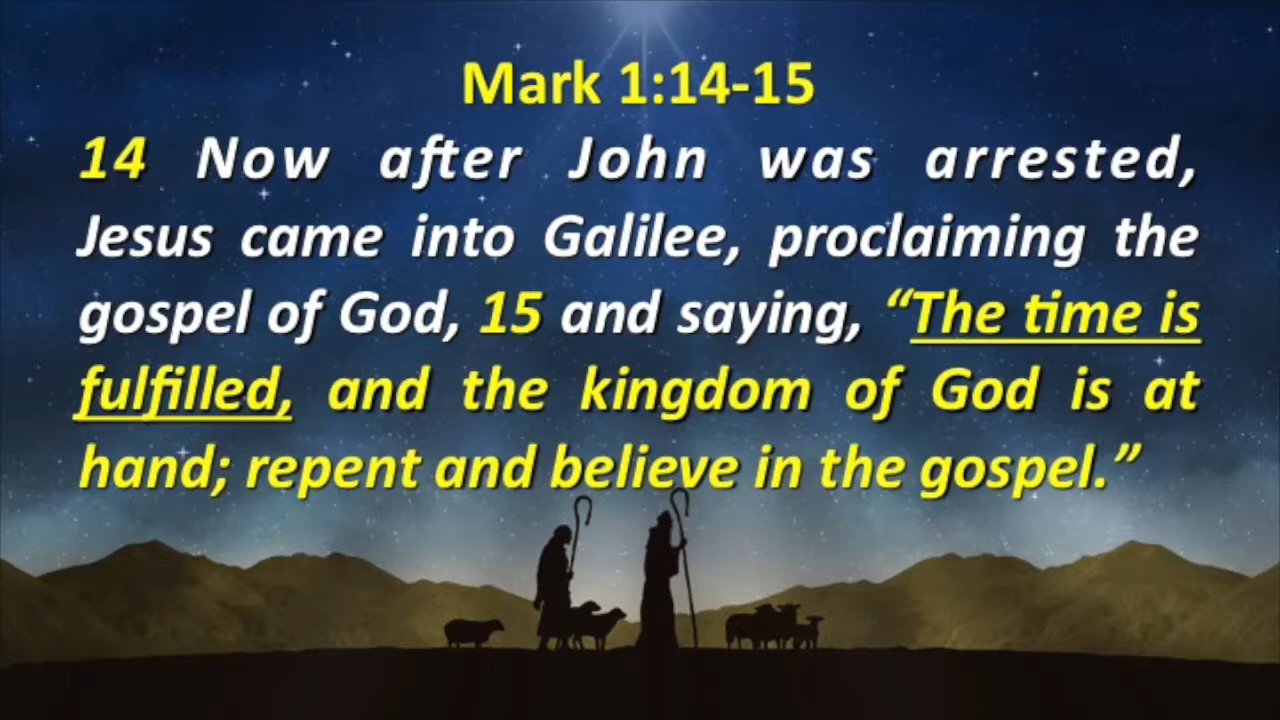 Mark 1:14-15
14 Now after John was arrested,
Jesus came into Galilee, proclaiming the
gospel of God, 15 and saying, “The time is
fulfilled, and the kingdom of God is at
hand; repent and believe in the gospel.”